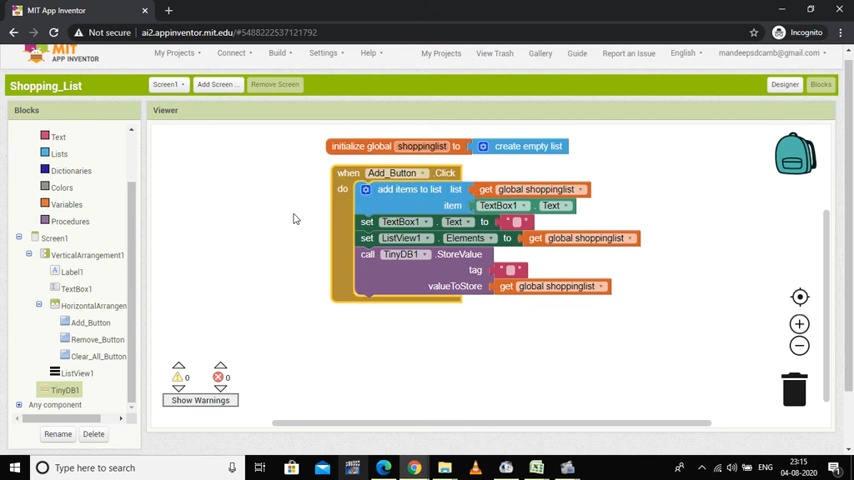 MIT App Inventor
Incognito
Not secure | ai2.appinventor.mit.edu/#5488222537121792
MIT
APP INVENTOR
My Projects Connect Build Settings Help My Projects View Trash Gallery Guide Report an Issue English mandeepsdcamb@gmail.com
Shopping_List Screen1 Add Screen ... Remove Screen Designer Blocks
Blocks Viewer
Text
Lists
Dictionaries
Colors
Variables
Procedures
Screen1
VerticalArrangement1
Label1
TextBox1
HorizontalArrangen
Add_Button
Remove_Button
Clear_All_Button
ListView1
TinyDB1
Any component
Rename Delete
initialize global shoppinglist to create empty list
when Add_Button .Click
do add items to list list get global shoppinglist
item TextBox1 . Text
set TextBox1 . Text to " "
set ListView1 . Elements to get global shoppinglist
call TinyDB1 .StoreValue
tag " "
valueToStore get global shoppinglist
0 0
Show Warnings
Type here to search
ENG
23:15
04-08-2020